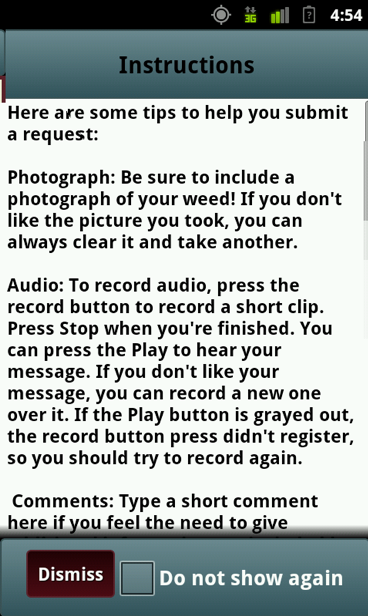 3G
4:54
Instructions
Here are some tips to help you submit
a request:
Photograph: Be sure to include a
photograph of your weed! If you don't
like the picture you took, you can
always clear it and take another.
Audio: To record audio, press the
record button to record a short clip.
Press Stop when you're finished. You
can press the Play to hear your
message. If you don't like your
message, you can record a new one
over it. If the Play button is grayed out,
the record button press didn't register,
so you should try to record again.
Comments: Type a short comment
here if you feel the need to give
Dismiss
Do not show again